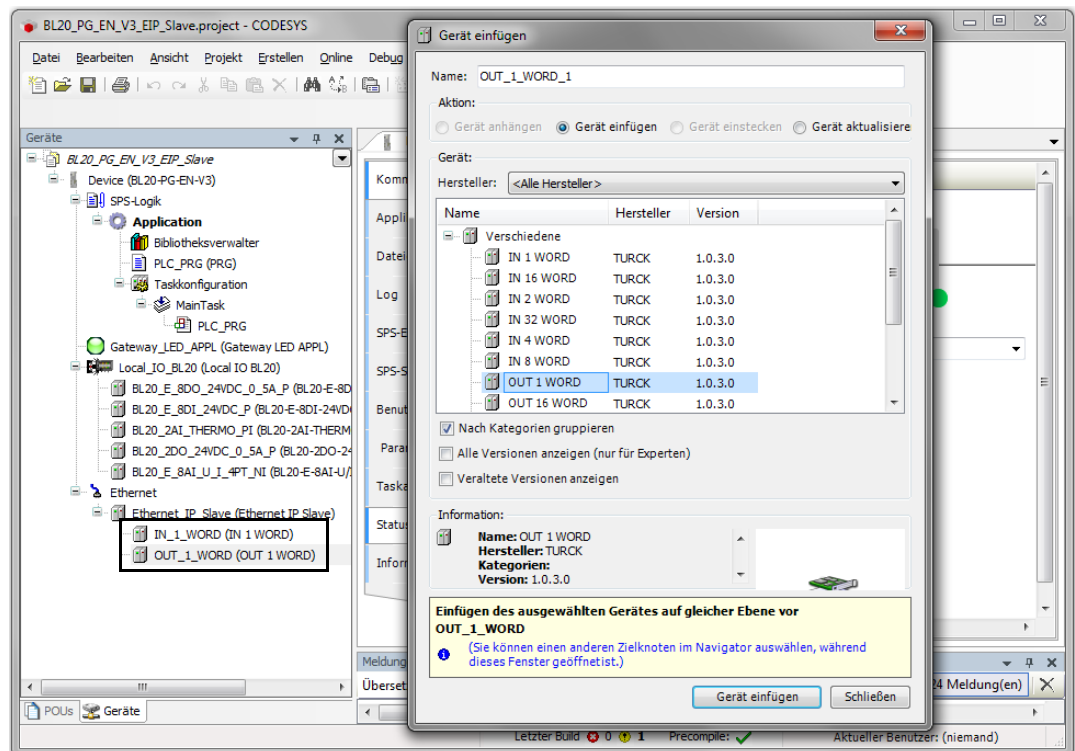 BL20_PG_EN_V3_EIP_Slave.project - CODESYS
Datei Bearbeiten Ansicht Projekt Erstellen Online Debug
Geräte
BL20_PG_EN_V3_EIP_Slave
Device (BL20-PG-EN-V3)
SPS-Logik
Application
Bibliotheksverwalter
PLC_PRG (PRG)
Taskkonfiguration
MainTask
PLC_PRG
Gateway_LED_APPL (Gateway LED APPL)
Local_IO_BL20 (Local IO BL20)
BL20_E_8DO_24VDC_0_5A_P (BL20-E-8D
BL20_E_8DI_24VDC_P (BL20-E-8DI-24VD
BL20_2AI_THERMO_PI (BL20-2AI-THERM
BL20_2DO_24VDC_0_5A_P (BL20-2DO-24
BL20_E_8AI_U_I_4PT_NI (BL20-E-8AI-U/
Ethernet
Ethernet_IP_Slave (Ethernet IP Slave)
IN_1_WORD (IN 1 WORD)
OUT_1_WORD (OUT 1 WORD)
POUs Geräte
Komm
Appli
Datei
Log
SPS-E
SPS-S
Benut
Para
Taska
Status
Inform
Gerät einfügen
Name: OUT_1_WORD_1
Aktion:
Gerät anhängen Gerät einfügen Gerät einstecken Gerät aktualisiere
Gerät:
Hersteller: <Alle Hersteller>
Name Hersteller Version
Verschiedene
IN 1 WORD TURCK 1.0.3.0
IN 16 WORD TURCK 1.0.3.0
IN 2 WORD TURCK 1.0.3.0
IN 32 WORD TURCK 1.0.3.0
IN 4 WORD TURCK 1.0.3.0
IN 8 WORD TURCK 1.0.3.0
OUT 1 WORD TURCK 1.0.3.0
OUT 16 WORD TURCK 1.0.3.0
Nach Kategorien gruppieren
Alle Versionen anzeigen (nur für Experten)
Veraltete Versionen anzeigen
Information:
Name: OUT 1 WORD
Hersteller: TURCK
Kategorien:
Version: 1.0.3.0
Einfügen des ausgewählten Gerätes auf gleicher Ebene vor
OUT_1_WORD
(Sie können einen anderen Zielknoten im Navigator auswählen, während
dieses Fenster geöffnetist.)
Gerät einfügen Schließen
Meldung
Überset
24 Meldung(en)
Letzter Build 0 1 Precompile: Aktueller Benutzer: (niemand)